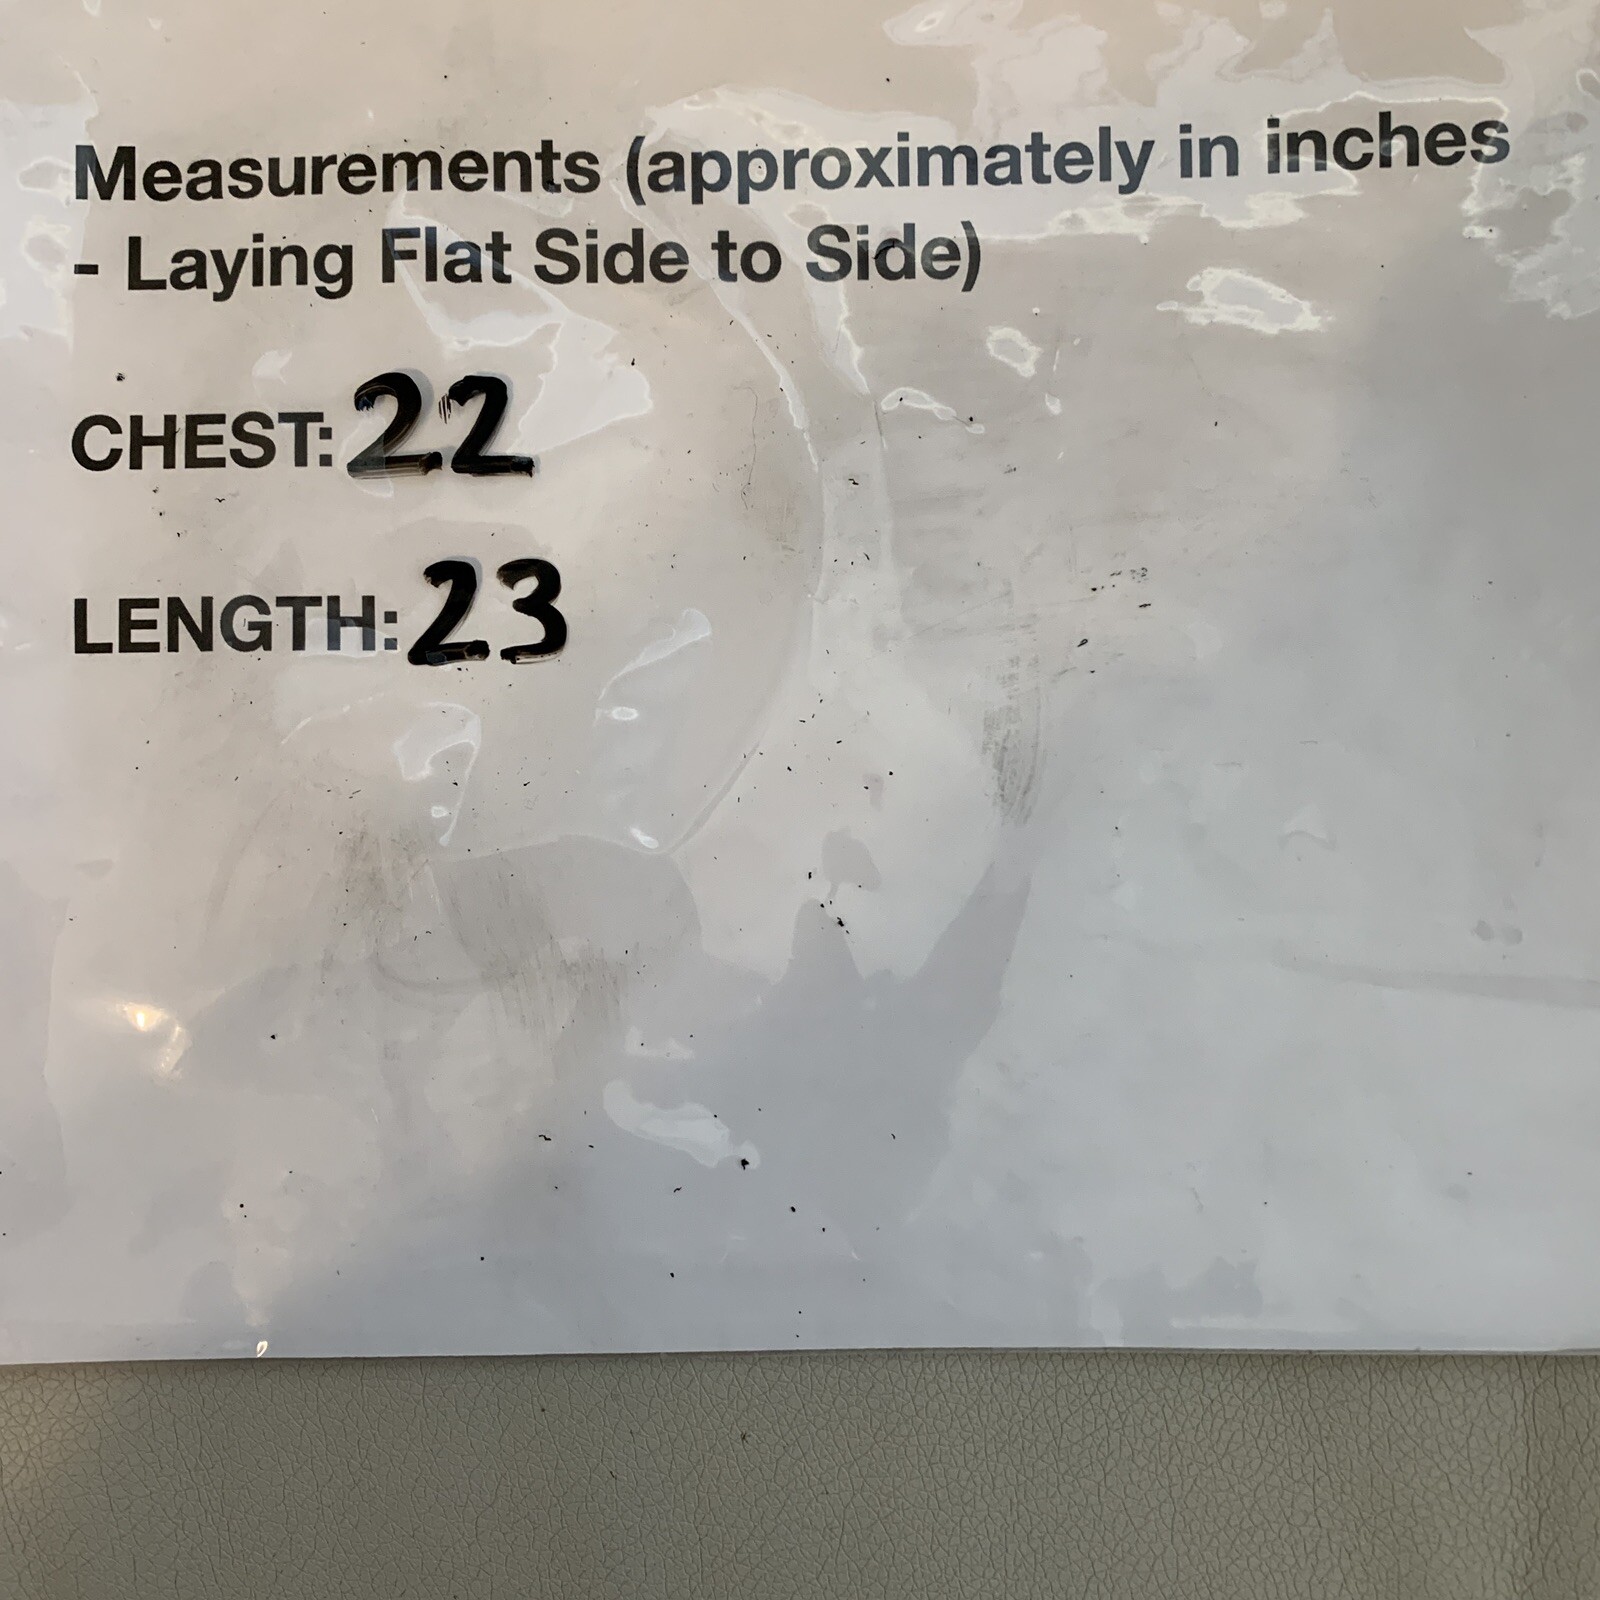 Measurements (approximately in inches
- Laying Flat Side to Side)
CHEST: 22
LENGTH: 23